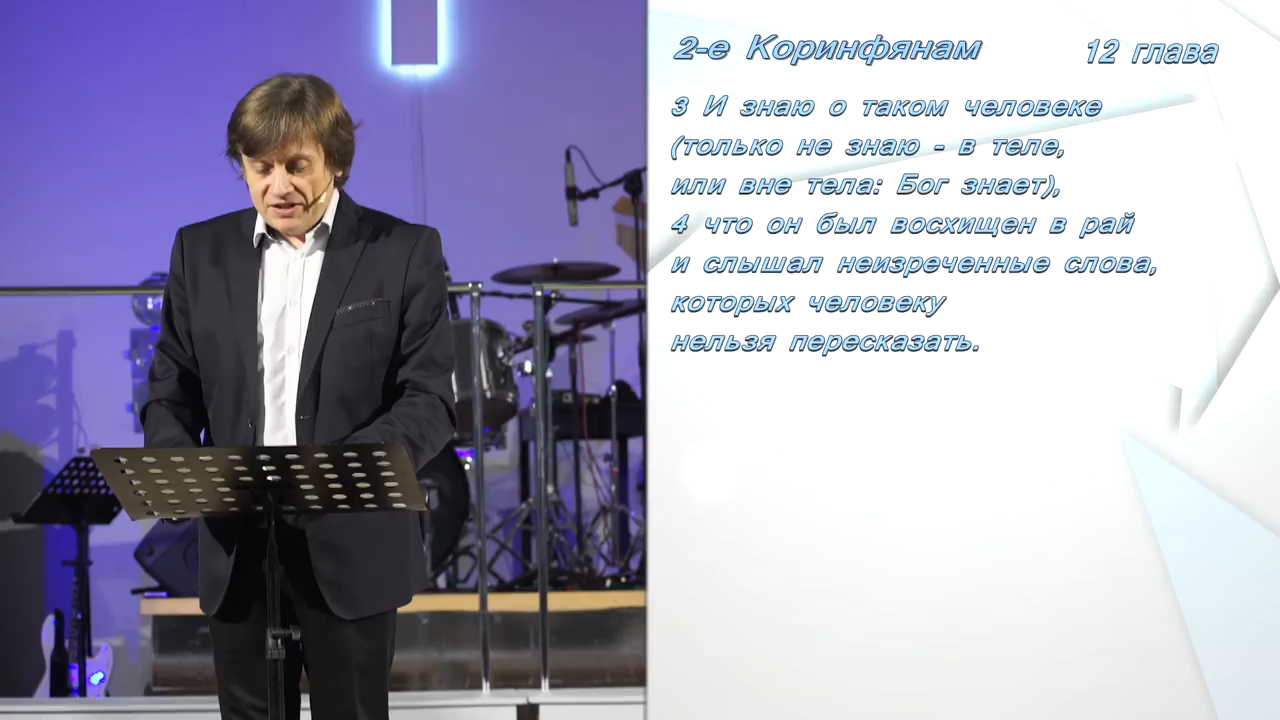 2-е Коринфянам 12 глава
3 И знаю о таком человеке
(только не знаю - в теле,
или вне тела: Бог знает),
4 что он был восхищен в рай
и слышал неизреченные слова,
которых человеку
нельзя пересказать.